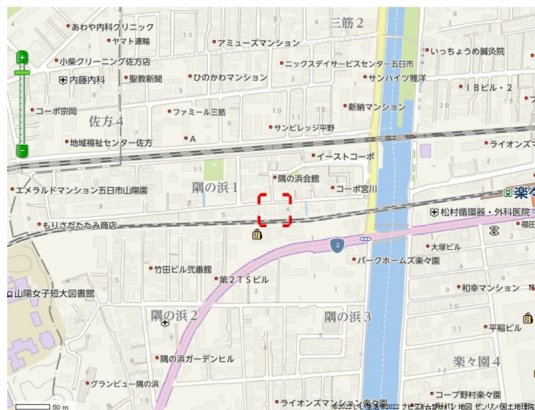 あわや内科クリニック
三筋2
ヤマト運輸
アミューズマンション
いっちょうめ鍼灸院
小柴クリーニング佐方店
ニックスデイサービスセンター五日市
内藤内科
聖教新聞
ひのかわマンション
サンハイツ雅洋
IBビル・2
コーポ宗岡
ファミール三筋
新納マンション
佐方4
サンビレッジ平野
地域福祉センター佐方
A
ライオンズマ
イーストコーポ
隅の浜1
隅の浜会館
エメラルドマンション五日市山陽園
コーポ宮川
楽々
松村循環器・外科医院
もりさだたたみ商店
福田
2
大塚ビル
パークホームズ楽々園
竹田ビル弐番館
第2TSビル
山陽女子短大図書館
和幸マンション
隅の浜2
隅の浜3
平稲ビル
隅の浜ガーデンヒル
楽々園4
グランビュー隅の浜
コープ野村楽々園
ライオンズマンション
50 m